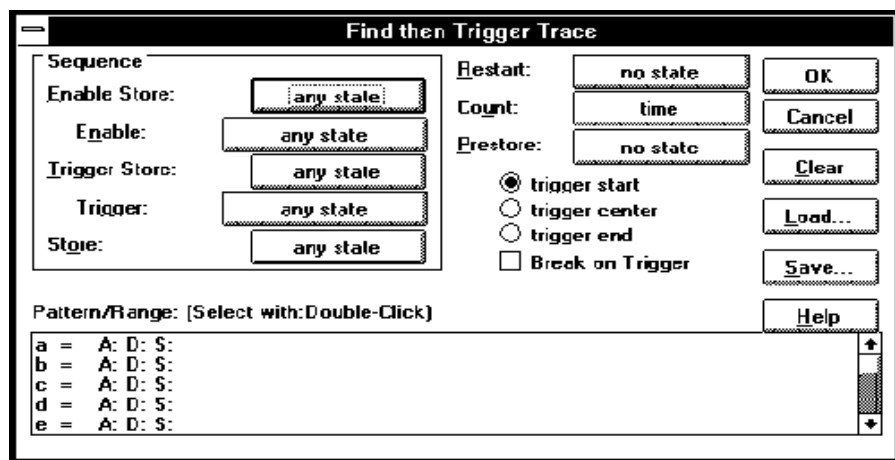 Find then Trigger Trace
Sequence
Enable Store: any state
Enable: any state
Trigger Store: any state
Trigger: any state
Store: any state
Restart: no state
Count: time
Prestore: no state
trigger start
trigger center
trigger end
Break on Trigger
OK
Cancel
Clear
Load...
Save...
Help
Pattern/Range: [Select with:Double-Click]
a = A: D: S:
b = A: D: S:
c = A: D: S:
d = A: D: S:
e = A: D: S: